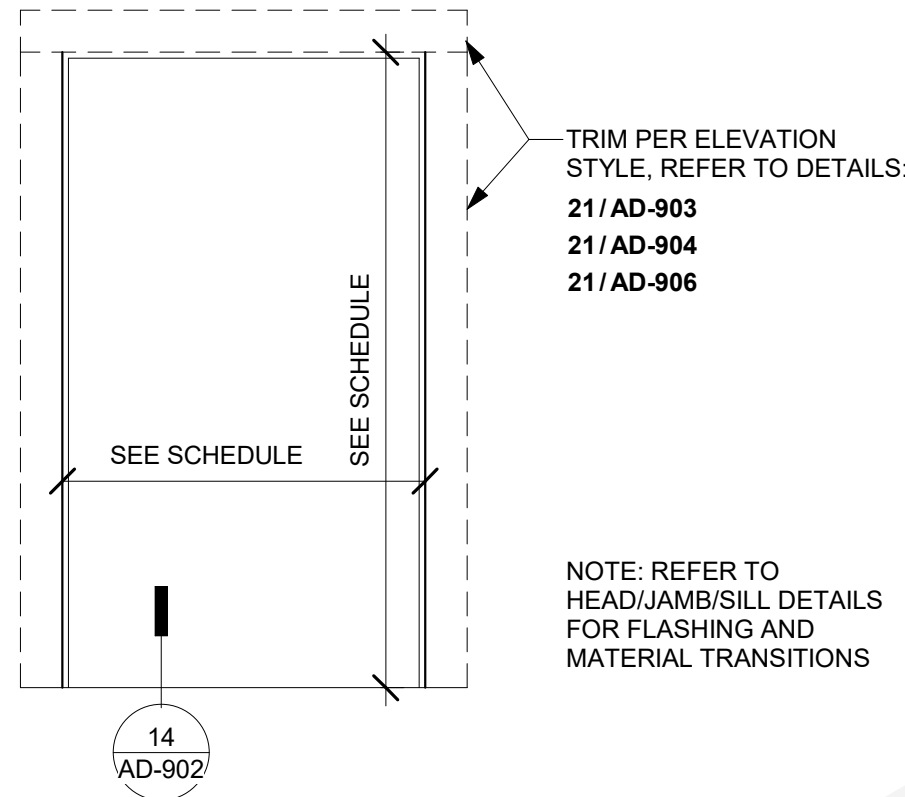 TRIM PER ELEVATION
STYLE, REFER TO DETAILS:
21/AD-903
21/AD-904
21/AD-906
SEE SCHEDULE
SEE SCHEDULE
NOTE: REFER TO
HEAD/JAMB/SILL DETAILS
FOR FLASHING AND
MATERIAL TRANSITIONS
14
AD-902